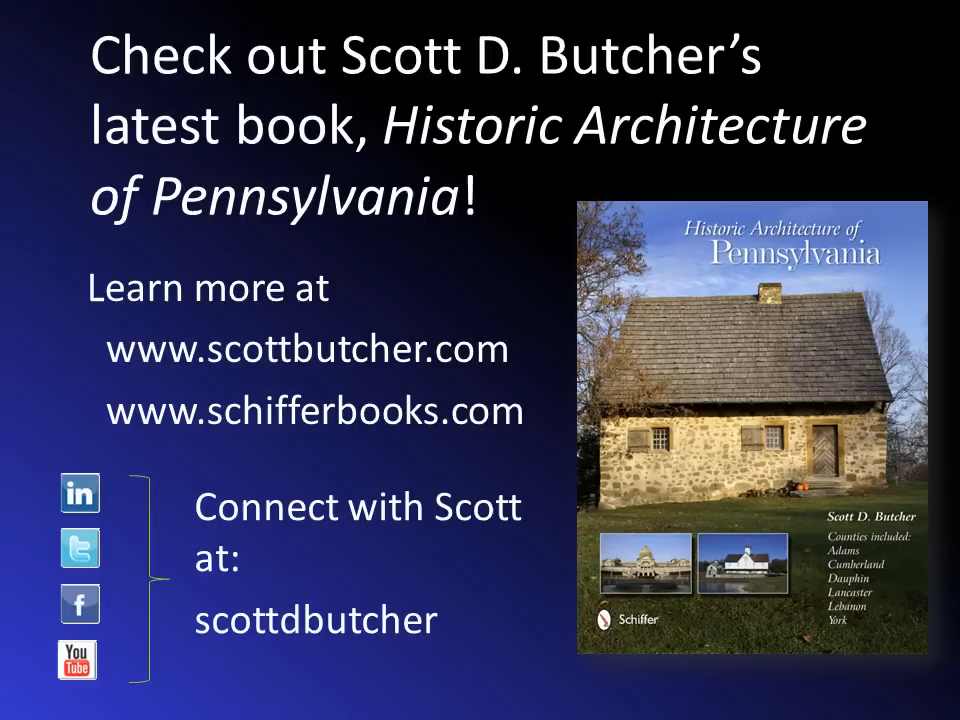 Check out Scott D. Butcher’s
latest book, Historic Architecture
of Pennsylvania!
Learn more at
www.scottbutcher.com
www.schifferbooks.com
in
t
f
You
Tube
Connect with Scott
at:
scottdbutcher
Historic Architecture of
Pennsylvania
Scott D. Butcher
Counties included:
Adams
Cumberland
Dauphin
Lancaster
Lebanon
York
Schiffer